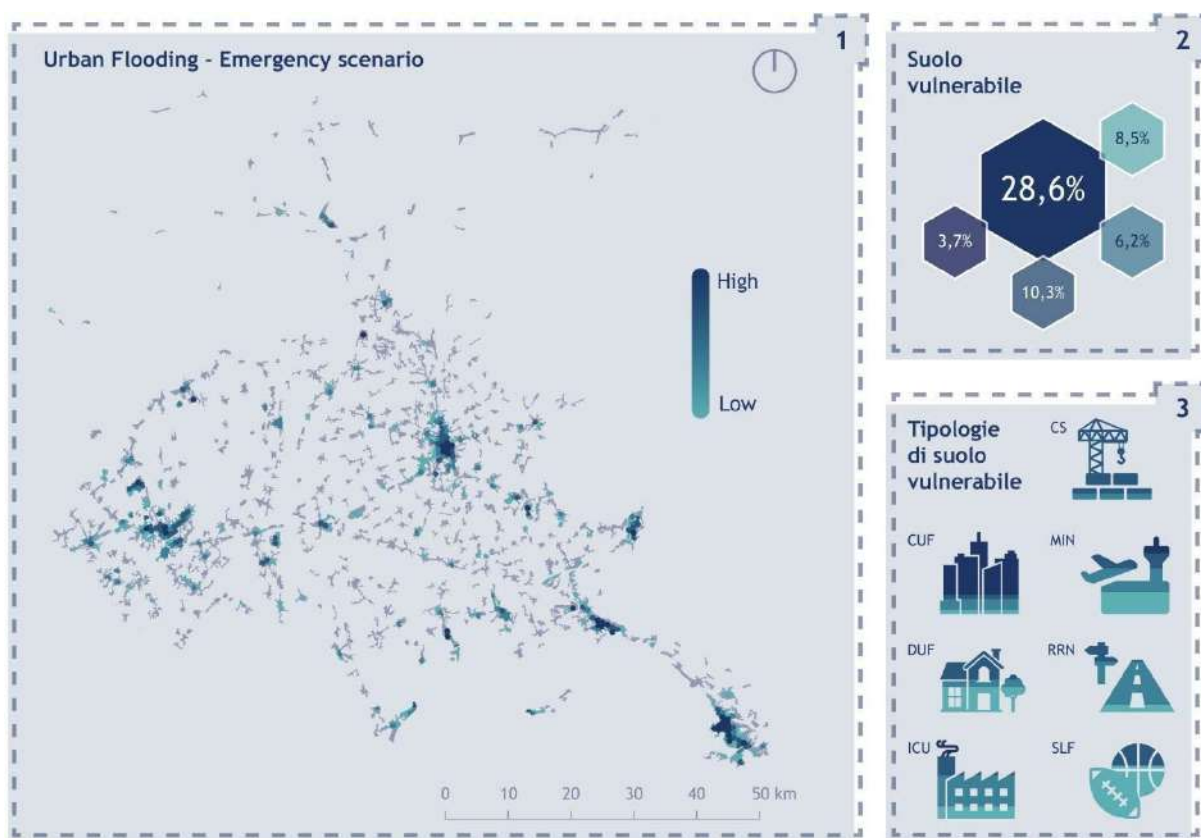 1
Urban Flooding - Emergency scenario
High
Low
0 10 20 30 40 50 km
2
Suolo
vulnerabile
8,5%
28,6%
3,7%
6,2%
10,3%
3
Tipologie
di suolo
vulnerabile
CS
CUF
MIN
DUF
RRN
ICU
SLF